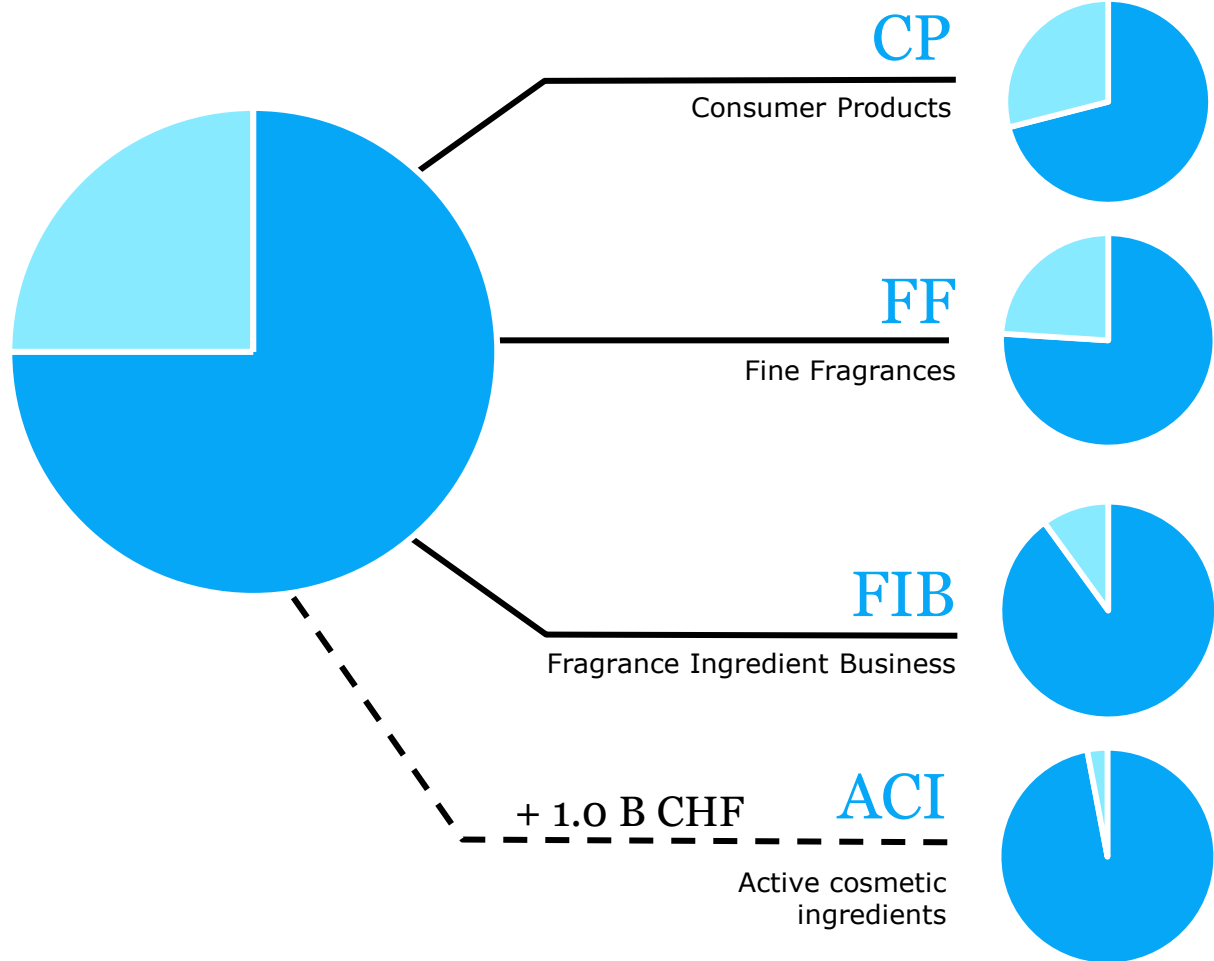 CP
Consumer Products
FF
Fine Fragrances
FIB
Fragrance Ingredient Business
+ 1.0 B CHF
ACI
Active cosmetic
ingredients